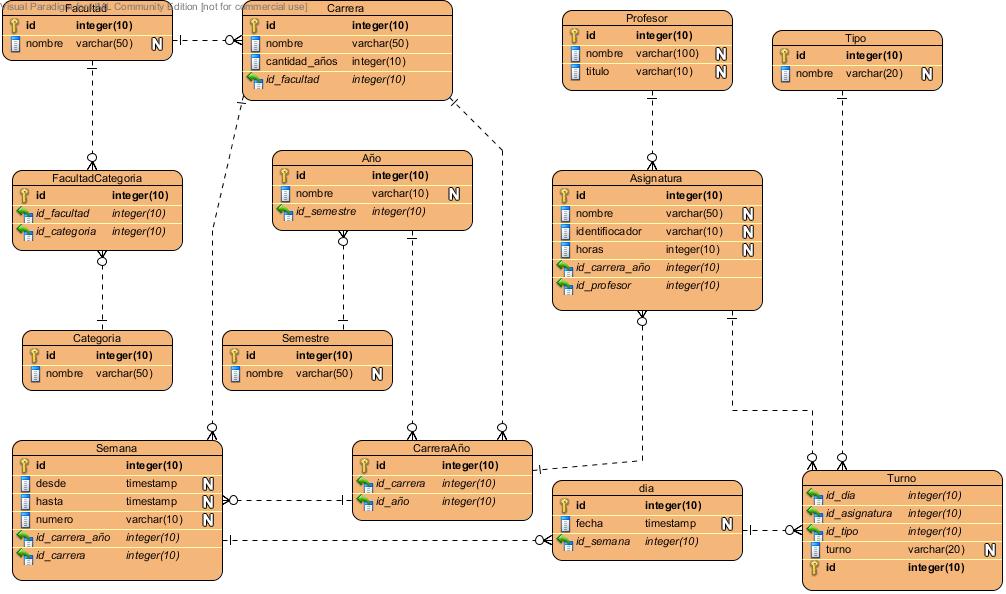 Visual Paradigm for UML Community Edition [not for commercial use]
Facultad
id integer(10)
nombre varchar(50) N
Carrera
id integer(10)
nombre varchar(50)
cantidad_años integer(10)
id_facultad integer(10)
Profesor
id integer(10)
nombre varchar(100) N
titulo varchar(10) N
Tipo
id integer(10)
nombre varchar(20) N
FacultadCategoria
id integer(10)
id_facultad integer(10)
id_categoria integer(10)
Año
id integer(10)
nombre varchar(10) N
id_semestre integer(10)
Asignatura
id integer(10)
nombre varchar(50) N
identifiocador varchar(10) N
horas integer(10) N
id_carrera_año integer(10)
id_profesor integer(10)
Categoria
id integer(10)
nombre varchar(50)
Semestre
id integer(10)
nombre varchar(50) N
Semana
id integer(10)
desde timestamp N
hasta timestamp N
numero varchar(10) N
id_carrera_año integer(10)
id_carrera integer(10)
CarreraAño
id integer(10)
id_carrera integer(10)
id_año integer(10)
dia
id integer(10)
fecha timestamp N
id_semana integer(10)
Turno
id_dia integer(10)
id_asignatura integer(10)
id_tipo integer(10)
turno varchar(20) N
id integer(10)